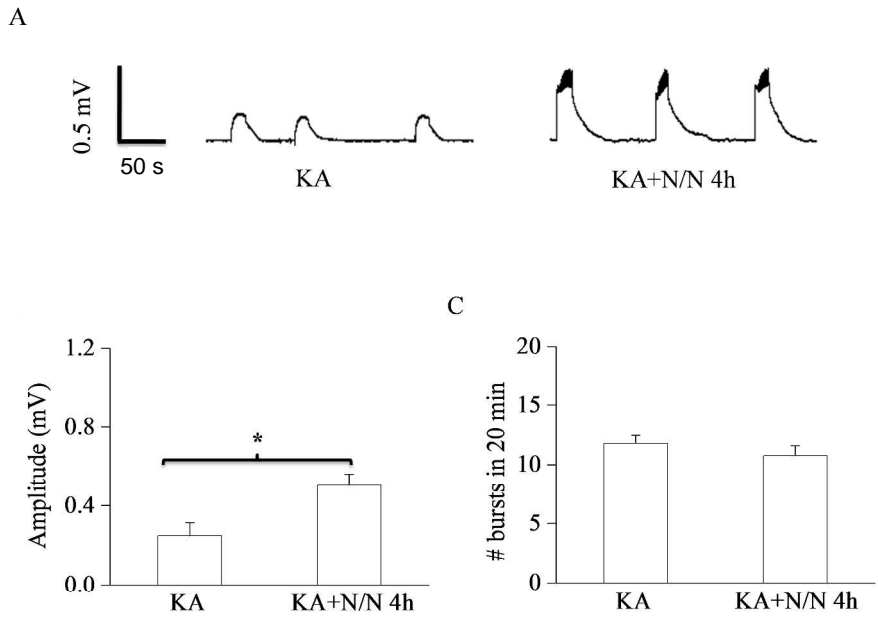 A
0.5 mV
50 s
KA
KA+N/N 4h
C
1.2
0.8
0.4
0.0
Amplitude (mV)
*
KA
KA+N/N 4h
20
15
10
5
0
# bursts in 20 min
KA
KA+N/N 4h